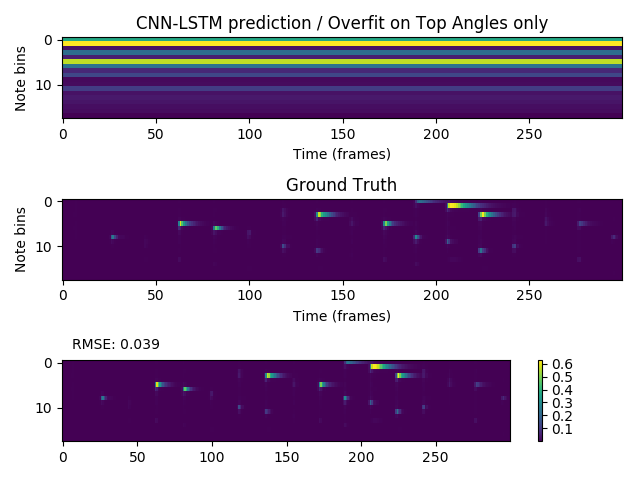 CNN-LSTM prediction / Overfit on Top Angles only
0
10
Note bins
0 50 100 150 200 250
Time (frames)
Ground Truth
0
10
Note bins
0 50 100 150 200 250
Time (frames)
RMSE: 0.039
0
10
0 50 100 150 200 250
0.6
0.5
0.4
0.3
0.2
0.1